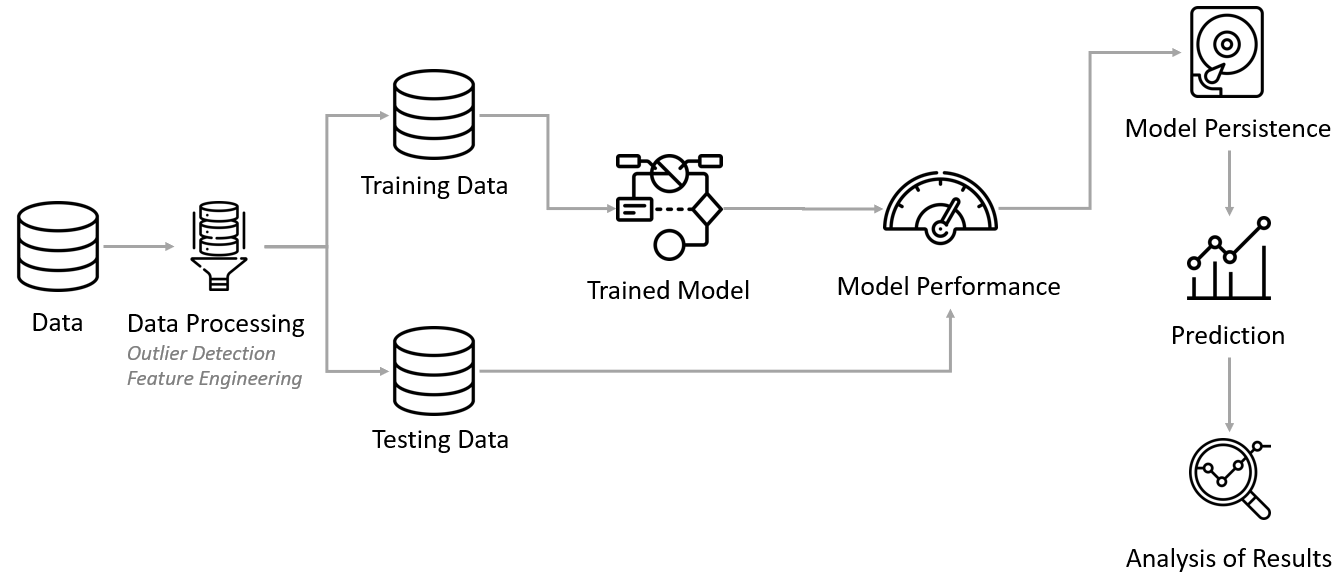 Data
Data Processing
Outlier Detection
Feature Engineering
Training Data
Testing Data
Trained Model
Model Performance
Model Persistence
Prediction
Analysis of Results